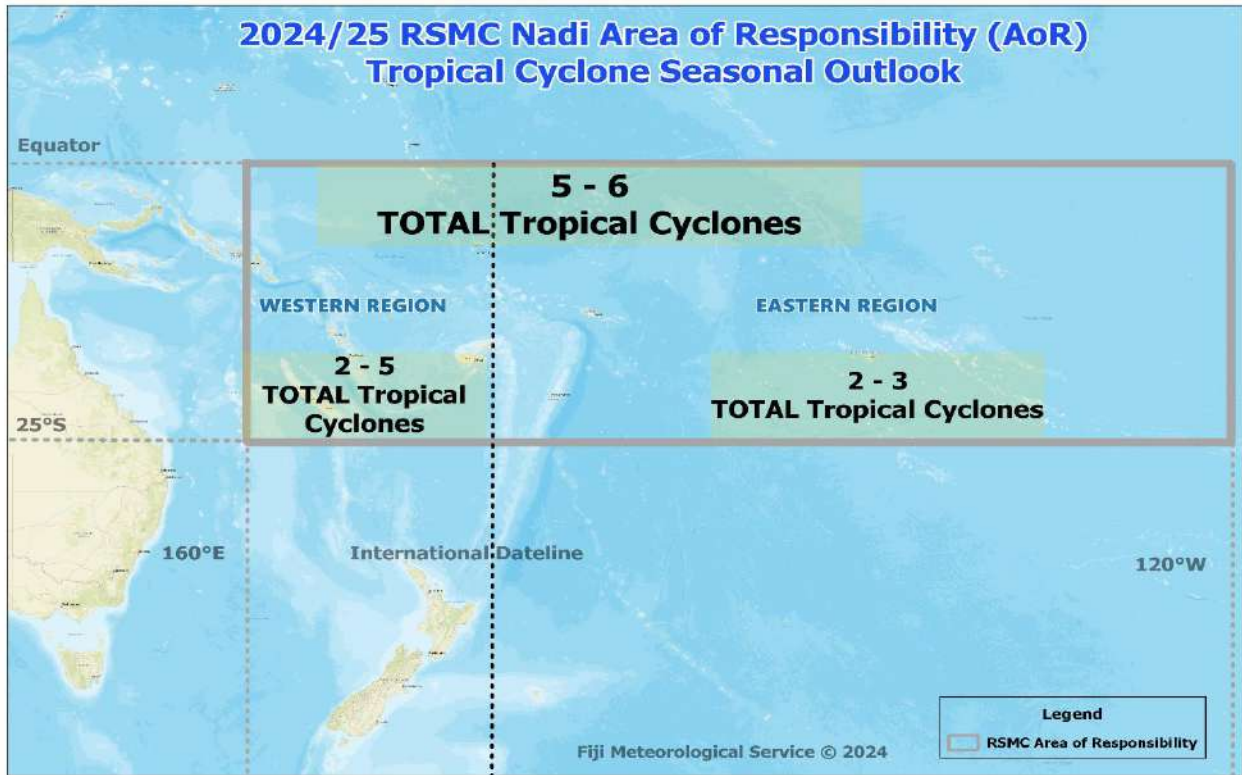 2024/25 RSMC Nadi Area of Responsibility (AoR)
Tropical Cyclone Seasonal Outlook
Equator
5 - 6
TOTAL Tropical Cyclones
WESTERN REGION
EASTERN REGION
2 - 5
TOTAL Tropical
Cyclones
2 - 3
TOTAL Tropical Cyclones
25°S
160°E
International Dateline
120°W
Legend
RSMC Area of Responsibility
Fiji Meteorological Service © 2024